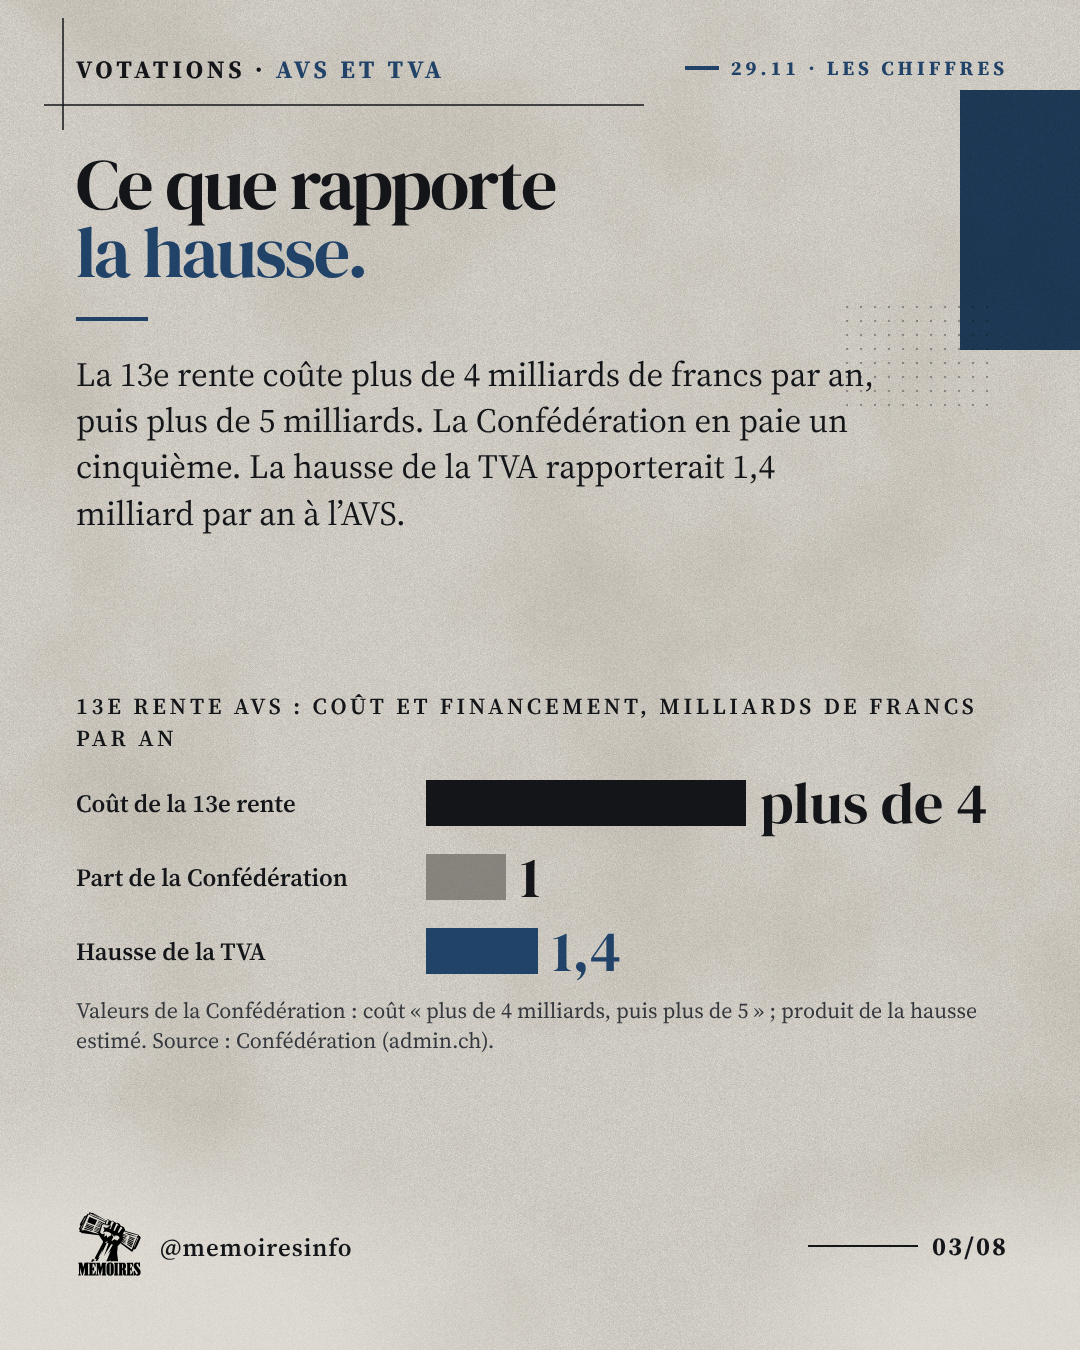 VOTATIONS · AVS ET TVA
29.11 · LES CHIFFRES
Ce que rapporte
la hausse.
La 13e rente coûte plus de 4 milliards de francs par an,
puis plus de 5 milliards. La Confédération en paie un
cinquième. La hausse de la TVA rapporterait 1,4
milliard par an à l’AVS.
13E RENTE AVS : COÛT ET FINANCEMENT, MILLIARDS DE FRANCS
PAR AN
Coût de la 13e rente plus de 4
Part de la Confédération 1
Hausse de la TVA 1,4
Valeurs de la Confédération : coût « plus de 4 milliards, puis plus de 5 » ; produit de la hausse
estimé. Source : Confédération (admin.ch).
MÉMOIRES
@memoiresinfo
03/08